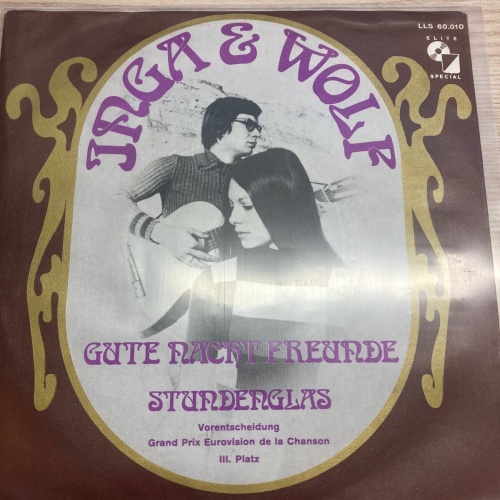 LLS 60.010
ELITE
SPECIAL
INGA & WOLF
GUTE NACHT FREUNDE
STUNDENGLAS
Vorentscheidung
Grand Prix Eurovision de la Chanson
III. Platz